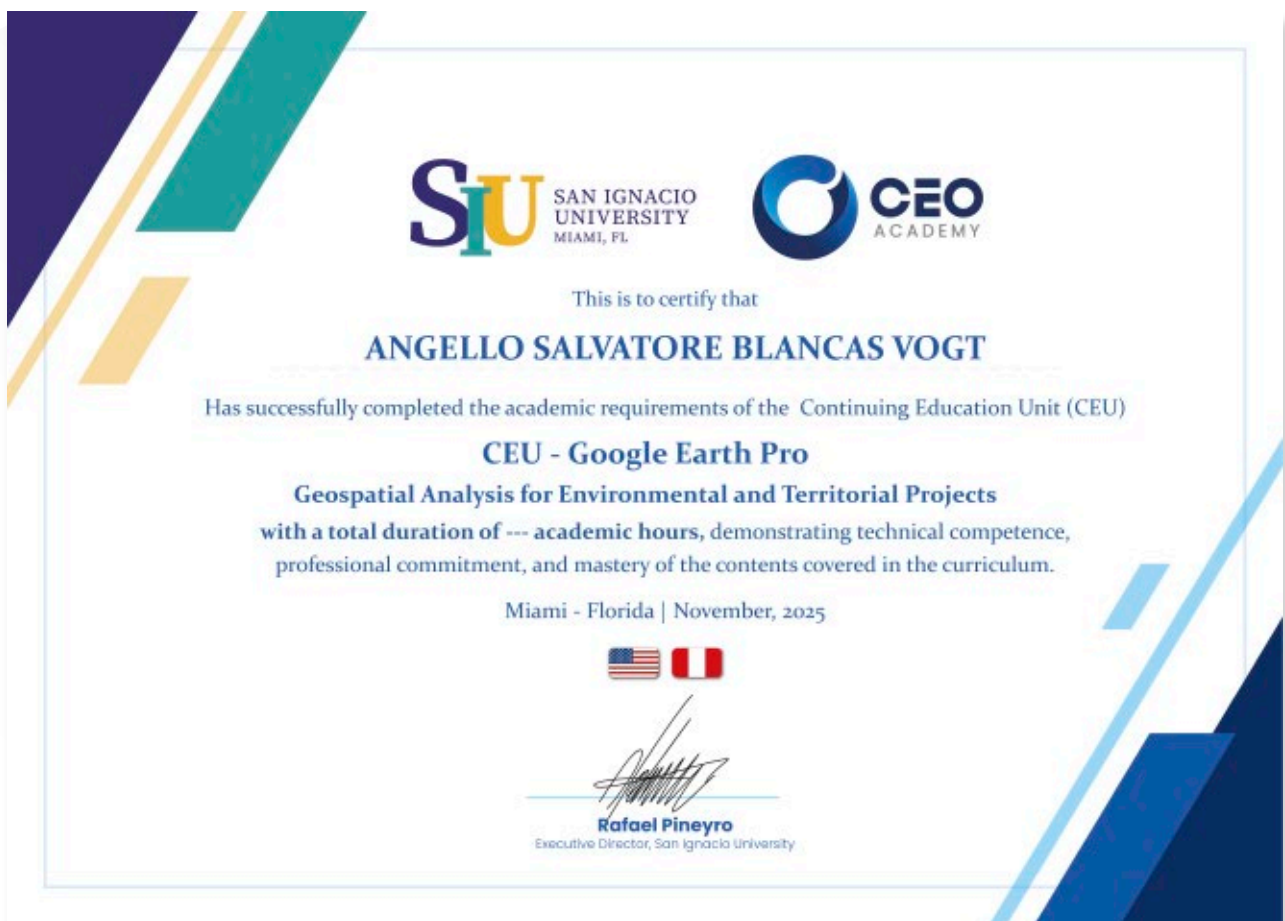 SIU
SAN IGNACIO
UNIVERSITY
MIAMI, FL
CEO
ACADEMY
This is to certify that
ANGELLO SALVATORE BLANCAS VOGT
Has successfully completed the academic requirements of the Continuing Education Unit (CEU)
CEU - Google Earth Pro
Geospatial Analysis for Environmental and Territorial Projects
with a total duration of --- academic hours, demonstrating technical competence,
professional commitment, and mastery of the contents covered in the curriculum.
Miami - Florida | November, 2025
Rafael Pineyro
Executive Director, San Ignacio University